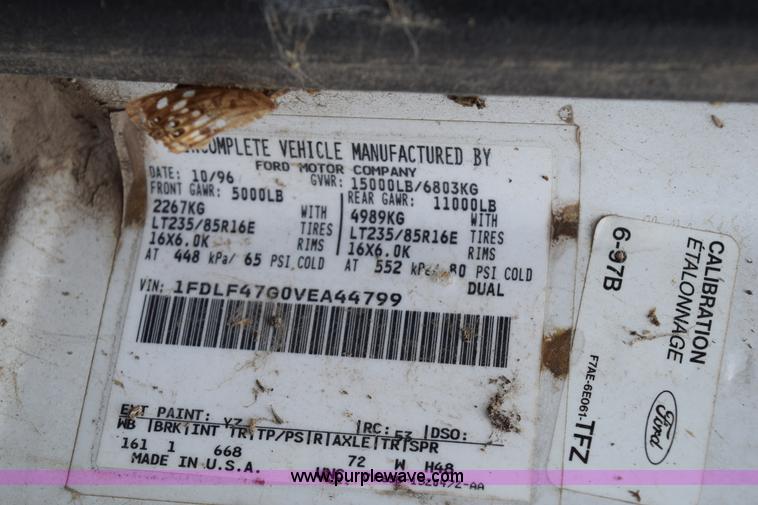 INCOMPLETE VEHICLE MANUFACTURED BY
FORD MOTOR COMPANY
DATE: 10/96 GVWR: 15000LB/6803KG
FRONT GAWR: 5000LB REAR GAWR: 11000LB
2267KG WITH 4989KG WITH
LT235/85R16E TIRES LT235/85R16E TIRES
16X6.0K RIMS 16X6.0K RIMS
AT 448 kPa/ 65 PSI COLD AT 552 kPa/ 80 PSI COLD
VIN: 1FDLF47G0VEA44799 DUAL
EXT PAINT: YZ RC: 53 DSO:
WB BRK INT TR TP/PS R AXLE TR SPR
161 1 668 72 W H48
MADE IN U.S.A.
CALIBRATION
ÉTALONNAGE
6-97B
F7AE-6E061-TFZ
Ford
www.purplewave.com